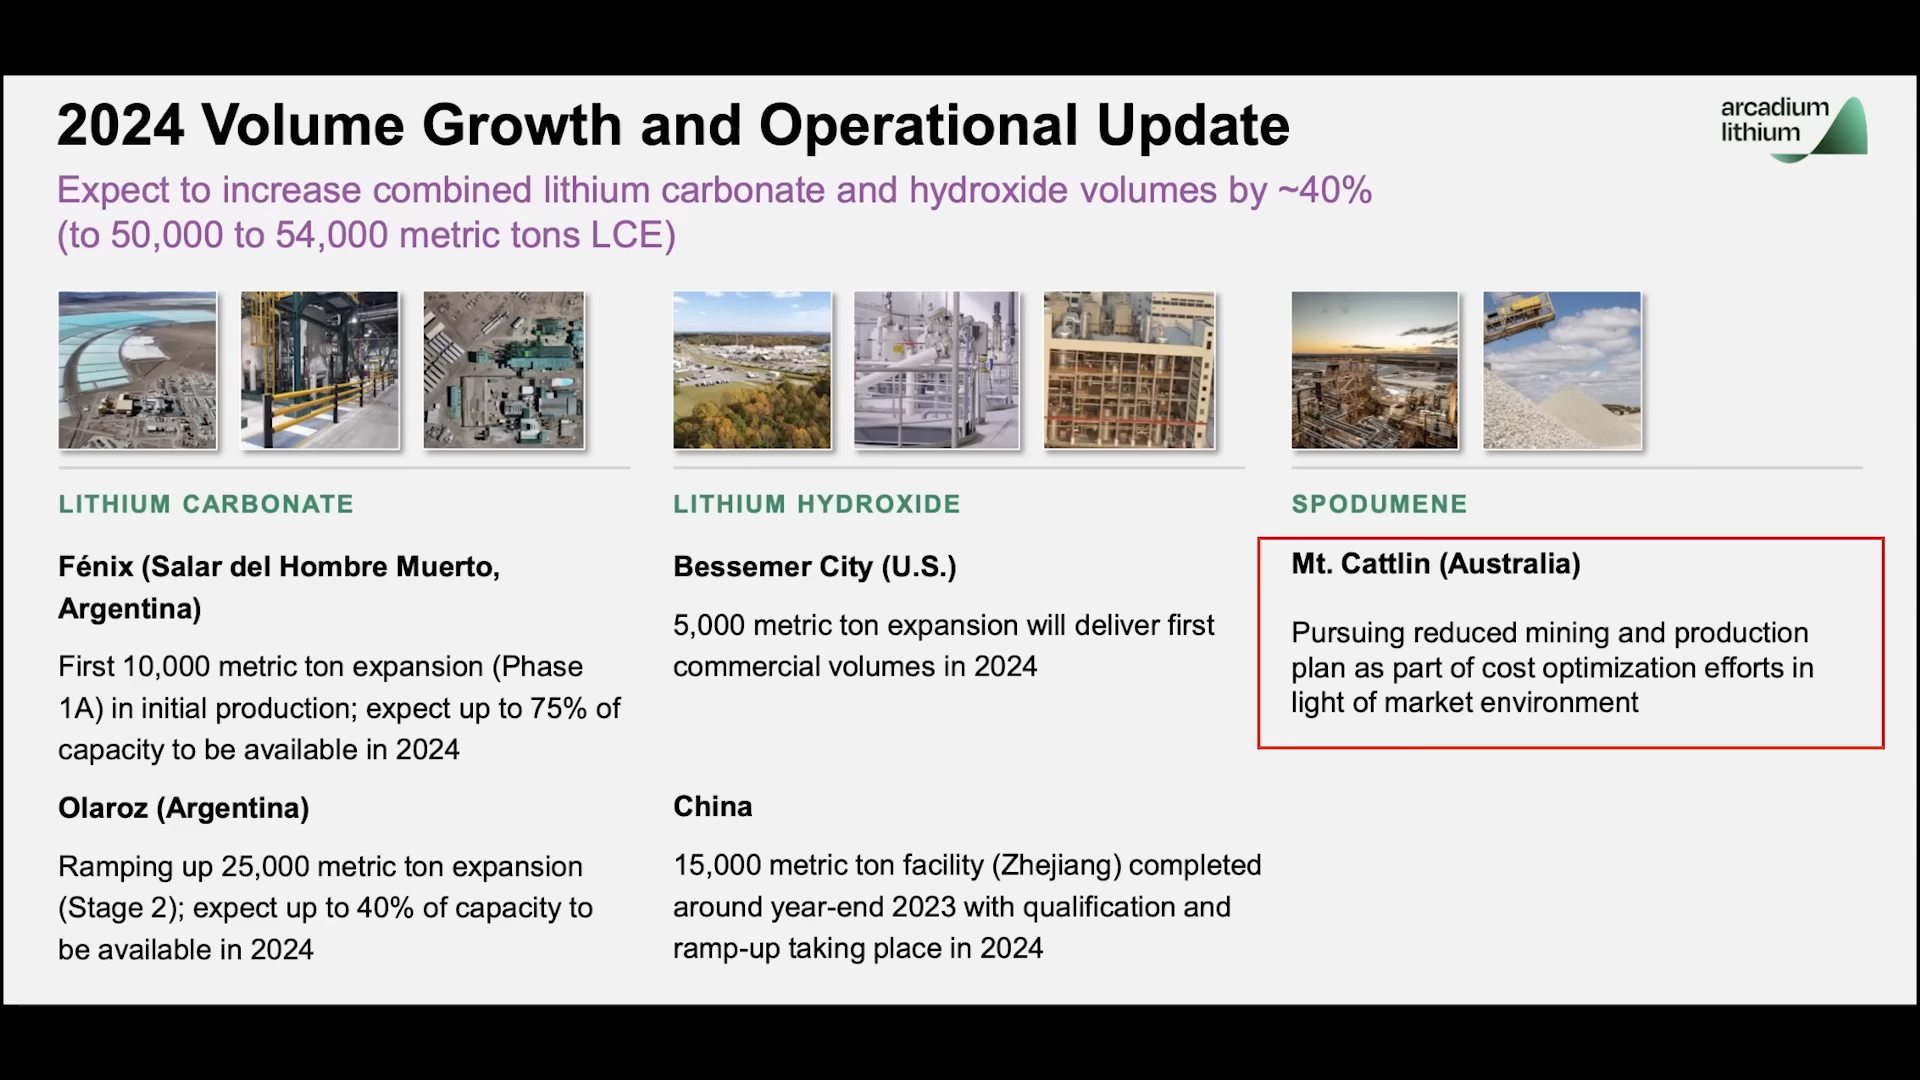 2024 Volume Growth and Operational Update
arcadium
lithium
Expect to increase combined lithium carbonate and hydroxide volumes by ~40%
(to 50,000 to 54,000 metric tons LCE)
LITHIUM CARBONATE
Fénix (Salar del Hombre Muerto,
Argentina)
First 10,000 metric ton expansion (Phase
1A) in initial production; expect up to 75% of
capacity to be available in 2024
Olaroz (Argentina)
Ramping up 25,000 metric ton expansion
(Stage 2); expect up to 40% of capacity to
be available in 2024
LITHIUM HYDROXIDE
Bessemer City (U.S.)
5,000 metric ton expansion will deliver first
commercial volumes in 2024
China
15,000 metric ton facility (Zhejiang) completed
around year-end 2023 with qualification and
ramp-up taking place in 2024
SPODUMENE
Mt. Cattlin (Australia)
Pursuing reduced mining and production
plan as part of cost optimization efforts in
light of market environment